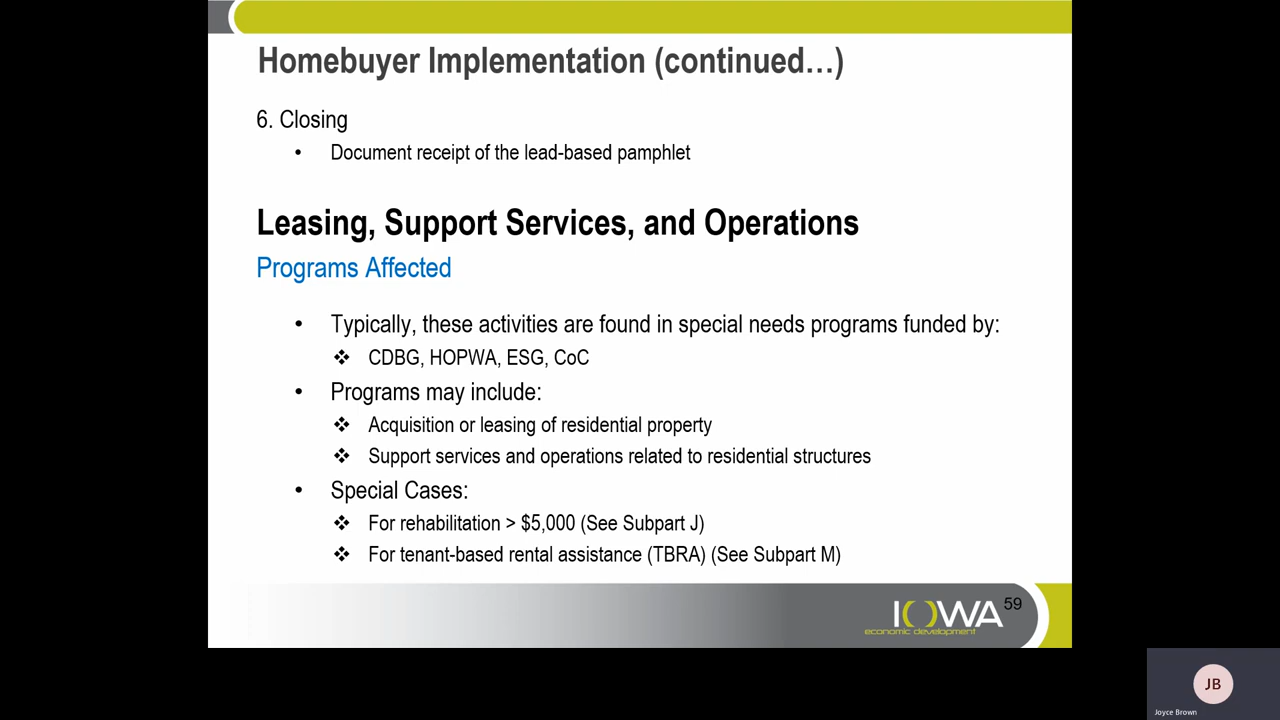 Homebuyer Implementation (continued…)
6. Closing
• Document receipt of the lead-based pamphlet
Leasing, Support Services, and Operations
Programs Affected
• Typically, these activities are found in special needs programs funded by:
❖ CDBG, HOPWA, ESG, CoC
• Programs may include:
❖ Acquisition or leasing of residential property
❖ Support services and operations related to residential structures
• Special Cases:
❖ For rehabilitation > $5,000 (See Subpart J)
❖ For tenant-based rental assistance (TBRA) (See Subpart M)
59
IOWA
economic development
JB
Joyce Brown